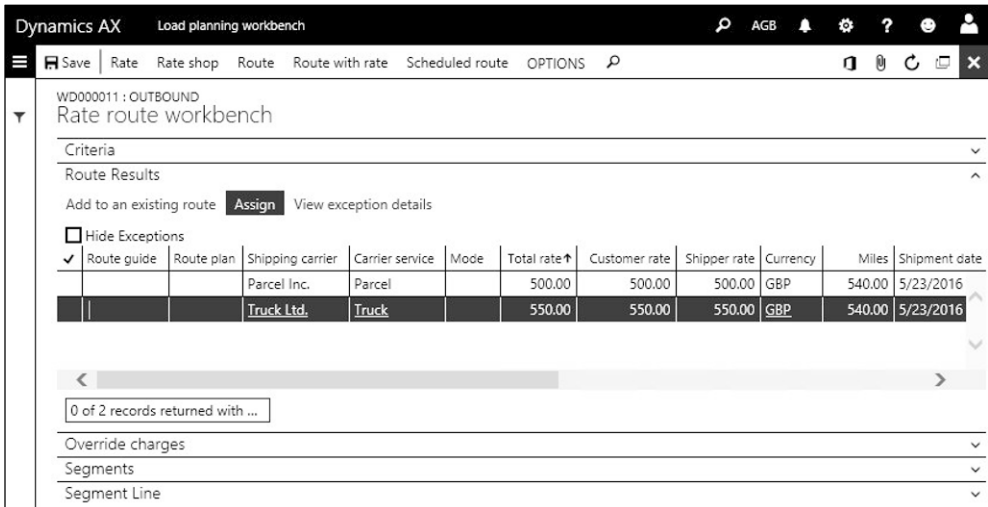 Dynamics AX Load planning workbench AGB ?
Save Rate Rate shop Route Route with rate Scheduled route OPTIONS
WD000011 : OUTBOUND
Rate route workbench
Criteria
Route Results
Add to an existing route Assign View exception details
Hide Exceptions
Route guide Route plan Shipping carrier Carrier service Mode Total rate↑ Customer rate Shipper rate Currency Miles Shipment date
Parcel Inc. Parcel 500.00 500.00 500.00 GBP 540.00 5/23/2016
Truck Ltd. Truck 550.00 550.00 550.00 GBP 540.00 5/23/2016
0 of 2 records returned with ...
Override charges
Segments
Segment Line